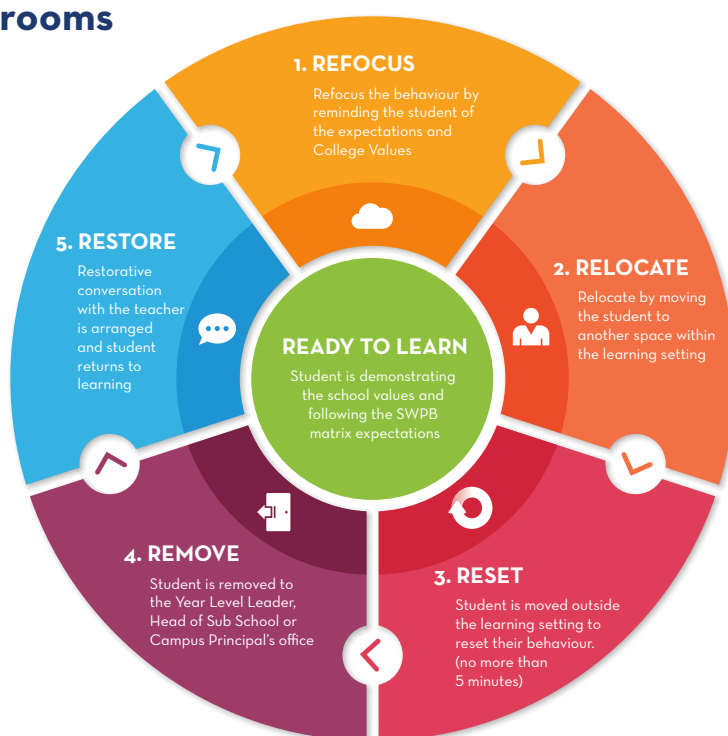 rooms
1. REFOCUS
Refocus the behaviour by
reminding the student of
the expectations and
College Values
2. RELOCATE
Relocate by moving
the student to
another space within
the learning setting
3. RESET
Student is moved outside
the learning setting to
reset their behaviour.
(no more than
5 minutes)
4. REMOVE
Student is removed to
the Year Level Leader,
Head of Sub School or
Campus Principal's office
5. RESTORE
Restorative
conversation
with the teacher
is arranged
and student
returns to
learning
READY TO LEARN
Student is demonstrating
the school values and
following the SWPB
matrix expectations